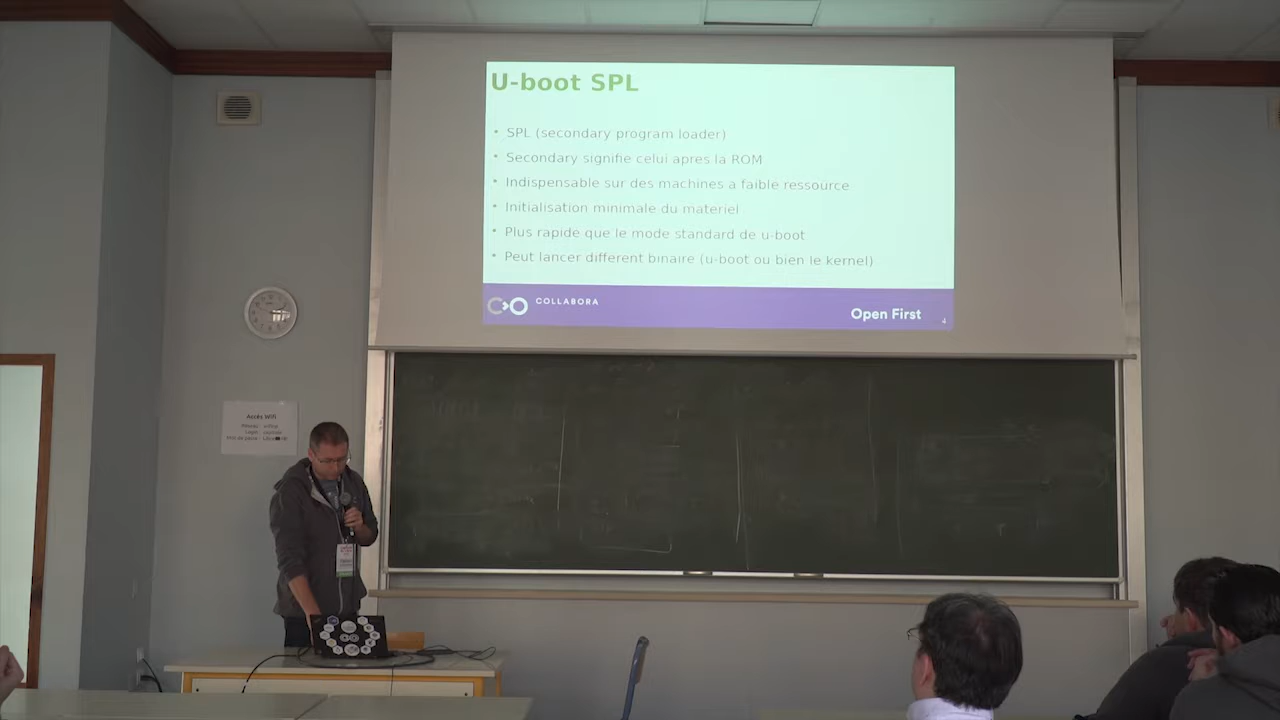 U-boot SPL
• SPL (secondary program loader)
• Secondary signifie celui apres la ROM
• Indispensable sur des machines a faible ressource
• Initialisation minimale du materiel
• Plus rapide que le mode standard de u-boot
• Peut lancer different binaire (u-boot ou bien le kernel)
COLLABORA
Open First
4
Accès Wifi